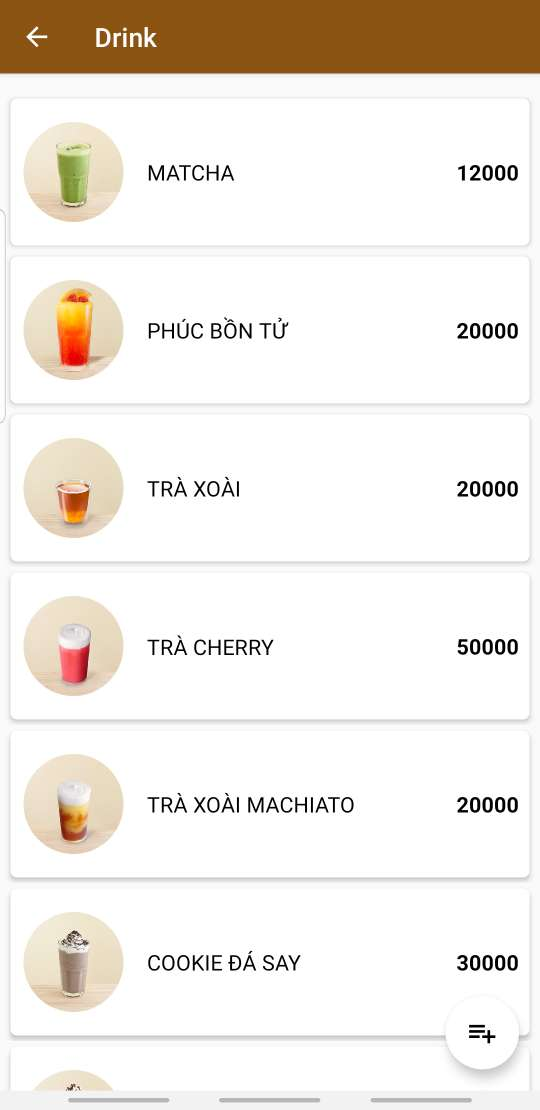 Drink
MATCHA 12000
PHÚC BỒN TỬ 20000
TRÀ XOÀI 20000
TRÀ CHERRY 50000
TRÀ XOÀI MACHIATO 20000
COOKIE ĐÁ SAY 30000